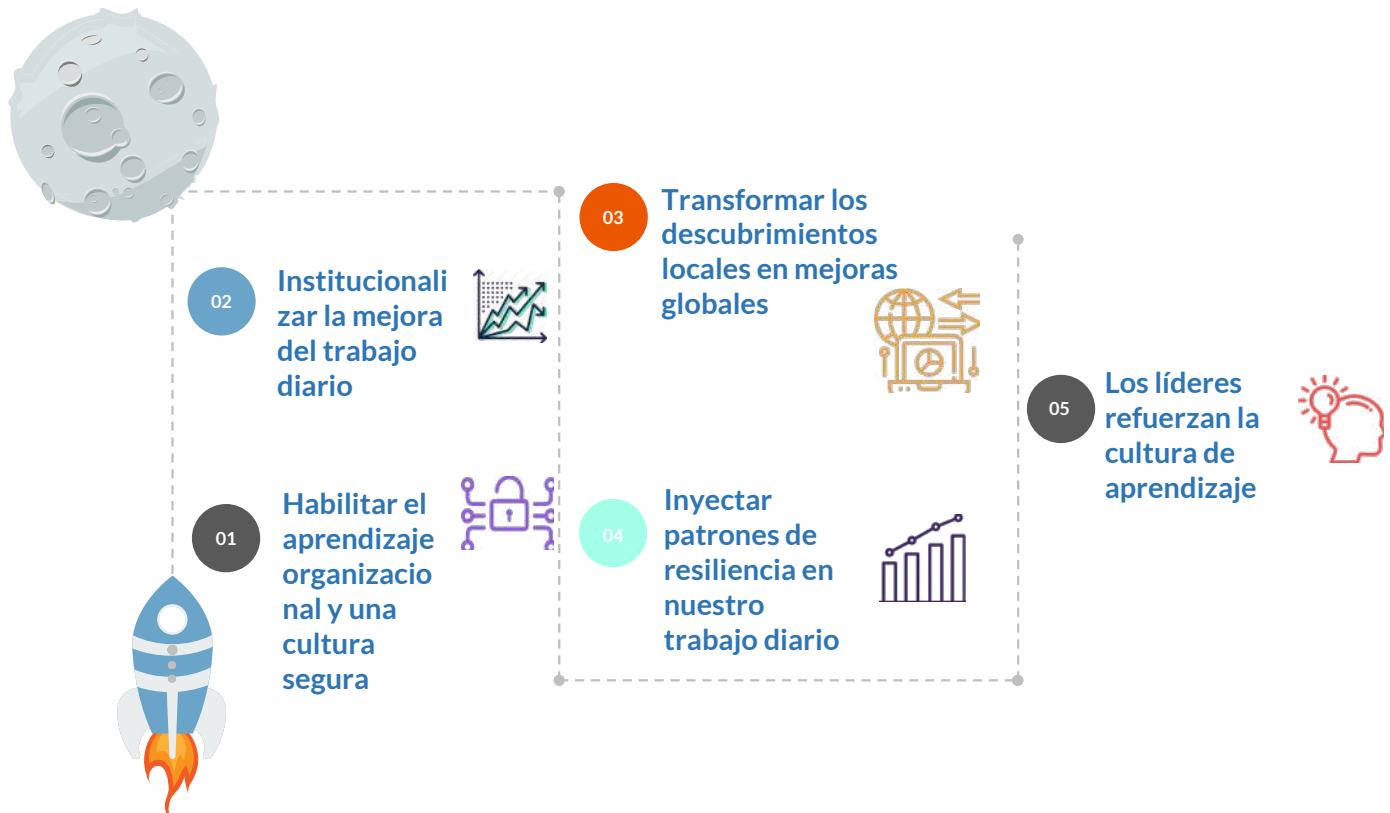 01
Habilitar el
aprendizaje
organizacio
nal y una
cultura
segura
02
Institucionali
zar la mejora
del trabajo
diario
03
Transformar los
descubrimientos
locales en mejoras
globales
04
Inyectar
patrones de
resiliencia en
nuestro
trabajo diario
05
Los líderes
refuerzan la
cultura de
aprendizaje